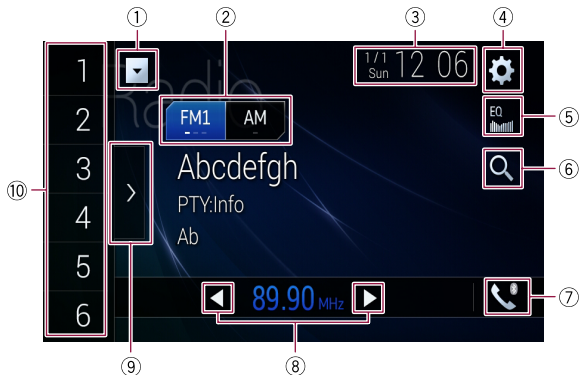 ① ② ③ ④
Radio
1/1 Sun 12 06
FM1 AM
EQ
⑤
Abcdefgh
⑥
PTY:Info
Ab
1
2
3
4
5
6
⑩
89.90 MHz
⑦
⑨ ⑧